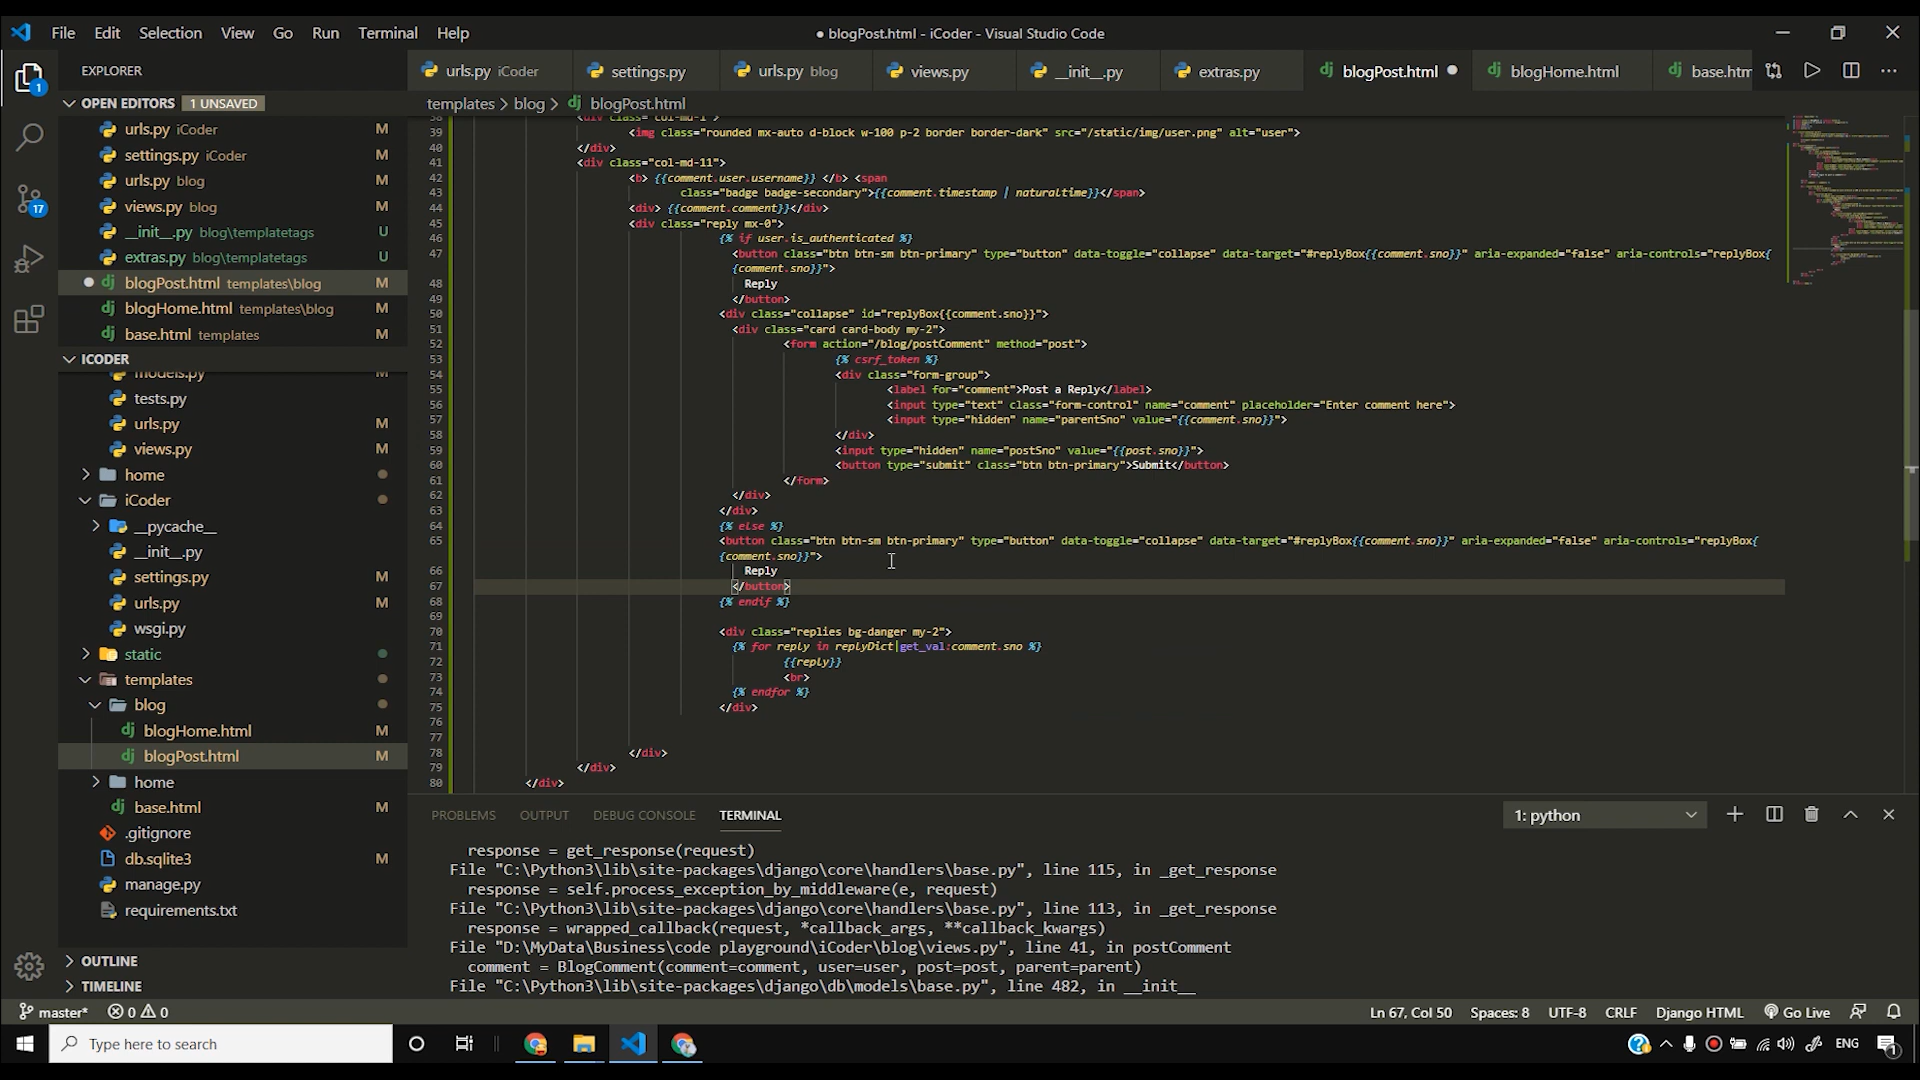 File Edit Selection View Go Run Terminal Help
● blogPost.html - iCoder - Visual Studio Code
EXPLORER
urls.py iCoder
settings.py
urls.py blog
views.py
__init__.py
extras.py
blogPost.html
blogHome.html
base.htm
OPEN EDITORS 1 UNSAVED
templates > blog > blogPost.html
urls.py iCoder M
settings.py iCoder M
urls.py blog M
views.py blog M
__init__.py blog\templatetags U
extras.py blog\templatetags U
blogPost.html templates\blog M
blogHome.html templates\blog M
base.html templates M
ICODER
models.py M
tests.py
urls.py M
views.py M
home
iCoder
__pycache__
__init__.py
settings.py M
urls.py M
wsgi.py
static
templates
blog
blogHome.html M
blogPost.html M
home
base.html M
.gitignore
db.sqlite3 M
manage.py
requirements.txt
OUTLINE
TIMELINE
1
17
38 <div class="col-md-1"
39 <img class="rounded mx-auto d-block w-100 p-2 border border-dark" src="/static/img/user.png" alt="user">
40 </div>
41 <div class="col-md-11">
42 <b> {{comment.user.username}} </b> <span
43 class="badge badge-secondary">{{comment.timestamp | naturaltime}}</span>
44 <div> {{comment.comment}}</div>
45 <div class="reply mx-0">
46 {% if user.is_authenticated %}
47 <button class="btn btn-sm btn-primary" type="button" data-toggle="collapse" data-target="#replyBox{{comment.sno}}" aria-expanded="false" aria-controls="replyBox{
{comment.sno}}">
48 Reply
49 </button>
50 <div class="collapse" id="replyBox{{comment.sno}}">
51 <div class="card card-body my-2">
52 <form action="/blog/postComment" method="post">
53 {% csrf_token %}
54 <div class="form-group">
55 <label for="comment">Post a Reply</label>
56 <input type="text" class="form-control" name="comment" placeholder="Enter comment here">
57 <input type="hidden" name="parentSno" value="{{comment.sno}}">
58 </div>
59 <input type="hidden" name="postSno" value="{{post.sno}}">
60 <button type="submit" class="btn btn-primary">Submit</button>
61 </form>
62 </div>
63 </div>
64 {% else %}
65 <button class="btn btn-sm btn-primary" type="button" data-toggle="collapse" data-target="#replyBox{{comment.sno}}" aria-expanded="false" aria-controls="replyBox{
{comment.sno}}">
66 Reply
67 </button>
68 {% endif %}
69
70 <div class="replies bg-danger my-2">
71 {% for reply in replyDict|get_val:comment.sno %}
72 {{reply}}
73 <br>
74 {% endfor %}
75 </div>
76
77
78 </div>
79 </div>
80 </div>
PROBLEMS OUTPUT DEBUG CONSOLE TERMINAL
1: python
response = get_response(request)
File "C:\Python3\lib\site-packages\django\core\handlers\base.py", line 115, in _get_response
response = self.process_exception_by_middleware(e, request)
File "C:\Python3\lib\site-packages\django\core\handlers\base.py", line 113, in _get_response
response = wrapped_callback(request, *callback_args, **callback_kwargs)
File "D:\MyData\Business\code playground\iCoder\blog\views.py", line 41, in postComment
comment = BlogComment(comment=comment, user=user, post=post, parent=parent)
File "C:\Python3\lib\site-packages\django\db\models\base.py", line 482, in __init__
master* 0 0
Ln 67, Col 50 Spaces: 8 UTF-8 CRLF Django HTML Go Live
Type here to search
ENG
1